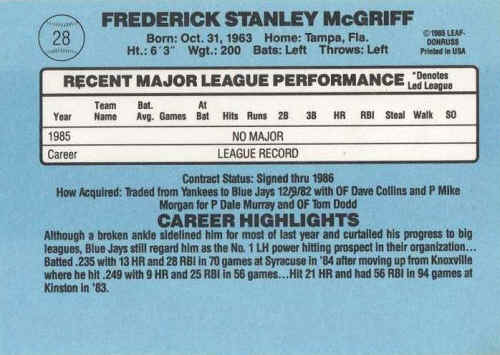 28
FREDERICK STANLEY McGRIFF
Born: Oct. 31, 1963 Home: Tampa, Fla.
Ht.: 6'3" Wgt.: 200 Bats: Left Throws: Left
©1985 LEAF-
DONRUSS
Printed in USA
RECENT MAJOR LEAGUE PERFORMANCE *Denotes
Led League
Year Team Name Bat. Avg. Games At Bat Hits Runs 2B 3B HR RBI Steal Walk SO
1985 NO MAJOR
Career LEAGUE RECORD
Contract Status: Signed thru 1986
How Acquired: Traded from Yankees to Blue Jays 12/9/82 with OF Dave Collins and P Mike
Morgan for P Dale Murray and OF Tom Dodd
CAREER HIGHLIGHTS
Although a broken ankle sidelined him for most of last year and curtailed his progress to big
leagues, Blue Jays still regard him as the No. 1 LH power hitting prospect in their organization...
Batted .235 with 13 HR and 28 RBI in 70 games at Syracuse in '84 after moving up from Knoxville
where he hit .249 with 9 HR and 25 RBI in 56 games...Hit 21 HR and had 56 RBI in 94 games at
Kinston in '83.